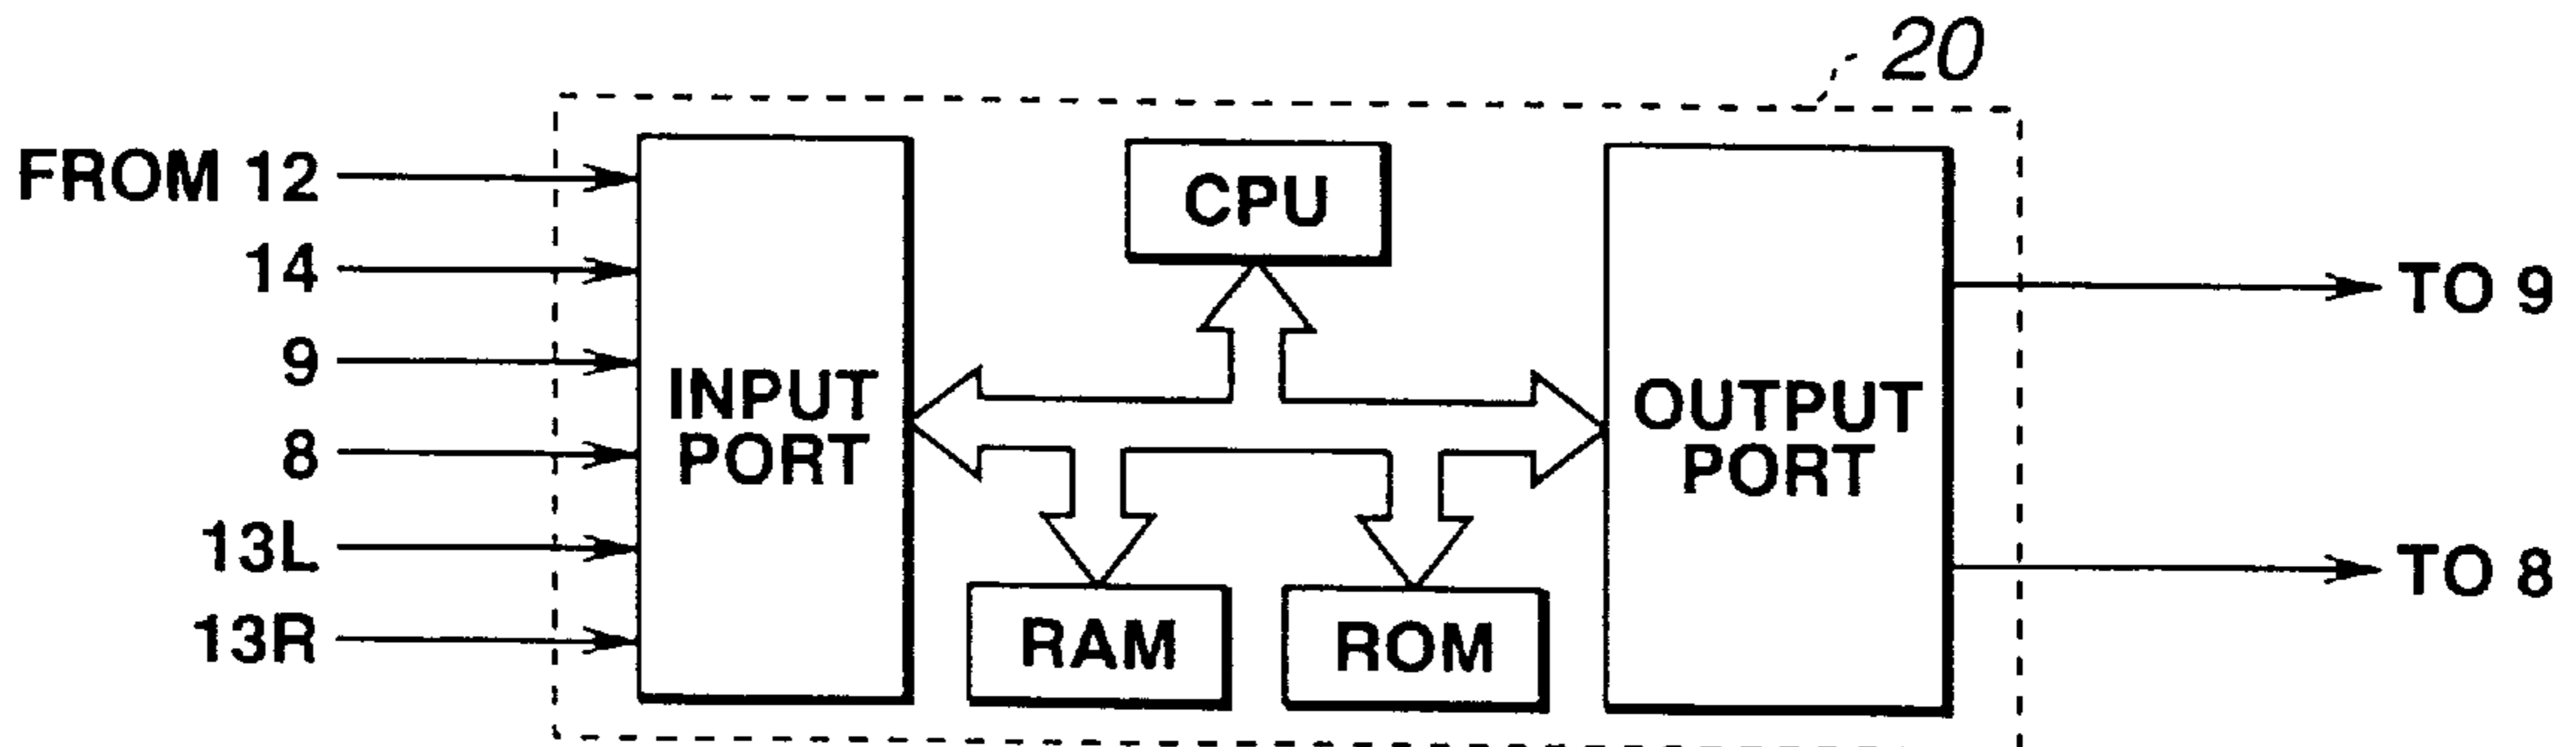 20
FROM 12
14
9
8
13L
13R
INPUT
PORT
CPU
RAM
ROM
OUTPUT
PORT
TO 9
TO 8